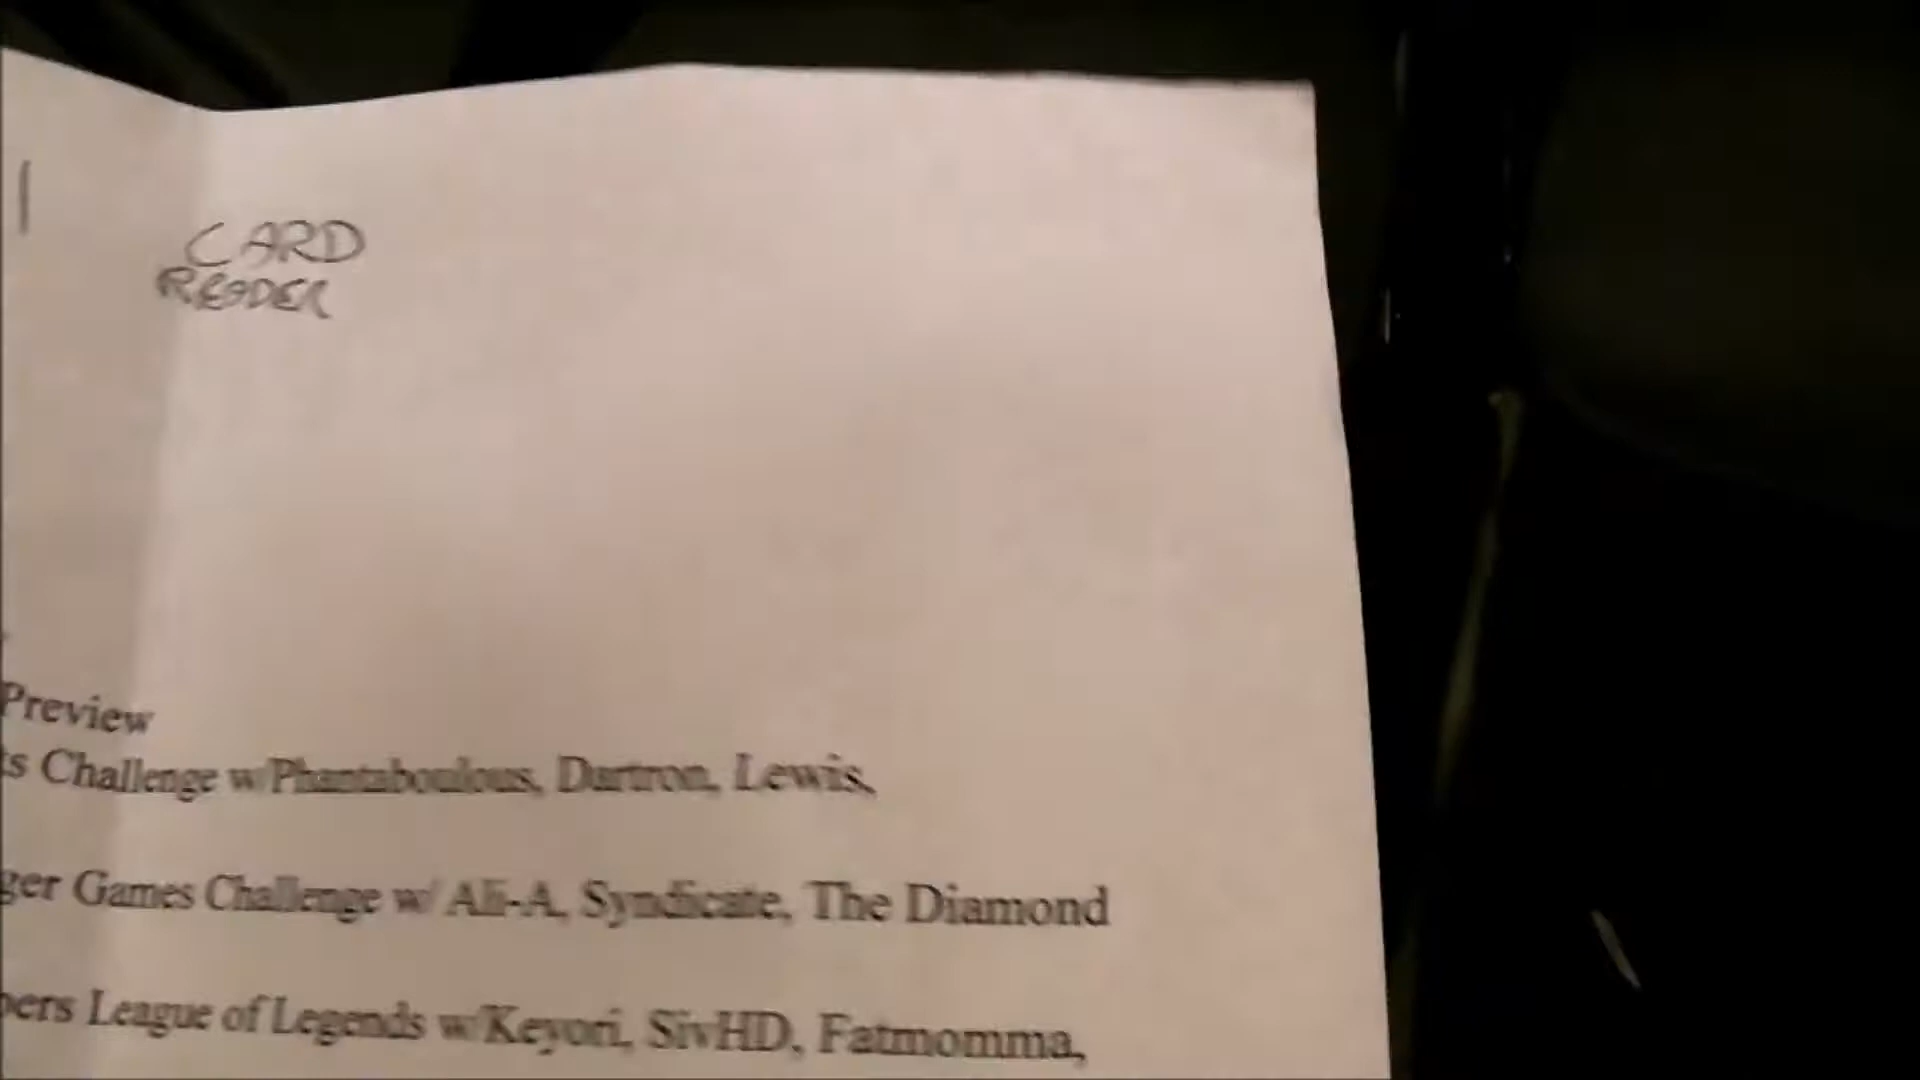 CARD
READER
Preview
ts Challenge w/Phantaboulous, Dartron, Lewis,
ger Games Challenge w/ Ali-A, Syndicate, The Diamond
pers League of Legends w/Keyori, SivHD, Fatmomma,